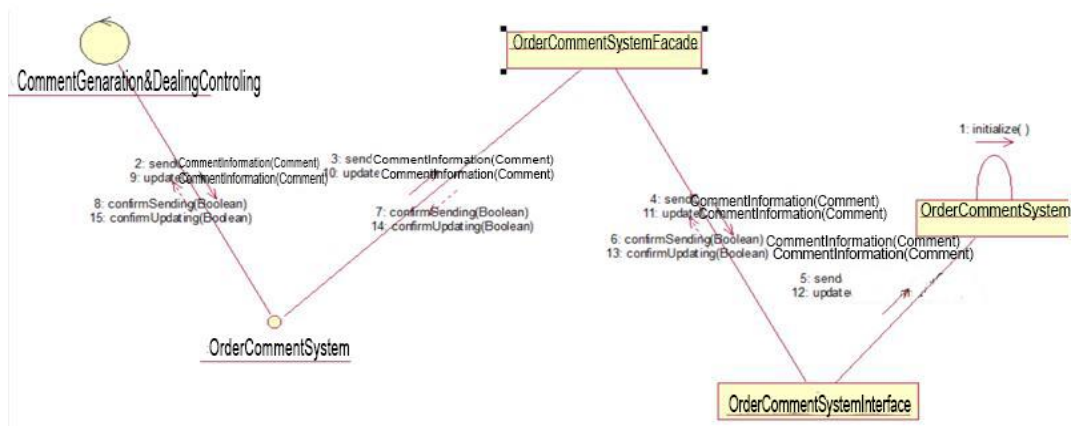 OrderCommentSystemFacade
CommentGenaration&DealingControling
1: initialize( )
2: sendCommentInformation(Comment)
9: updateCommentInformation(Comment)
3: sendCommentInformation(Comment)
10: updateCommentInformation(Comment)
8: confirmSending(Boolean)
15: confirmUpdating(Boolean)
7: confirmSending(Boolean)
14: confirmUpdating(Boolean)
4: sendCommentInformation(Comment)
11: updateCommentInformation(Comment)
OrderCommentSystem
6: confirmSending(Boolean) CommentInformation(Comment)
13: confirmUpdating(Boolean) CommentInformation(Comment)
5: send
12: update
OrderCommentSystem
OrderCommentSystemInterface